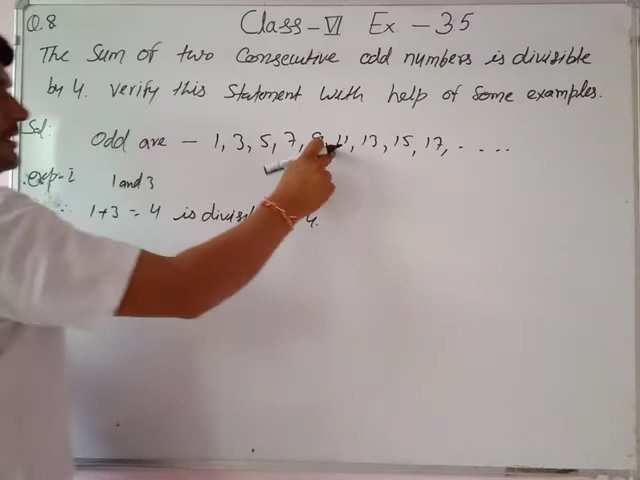 Q.8 Class-VI Ex-3.5
The Sum of two Consecutive odd numbers is divisible
by 4. Verify this Statement with help of Some examples.
Sol:
Odd are - 1, 3, 5, 7, 9, 11, 13, 15, 17, . . . .
exp-I 1 and 3
1+3 = 4 is 4.